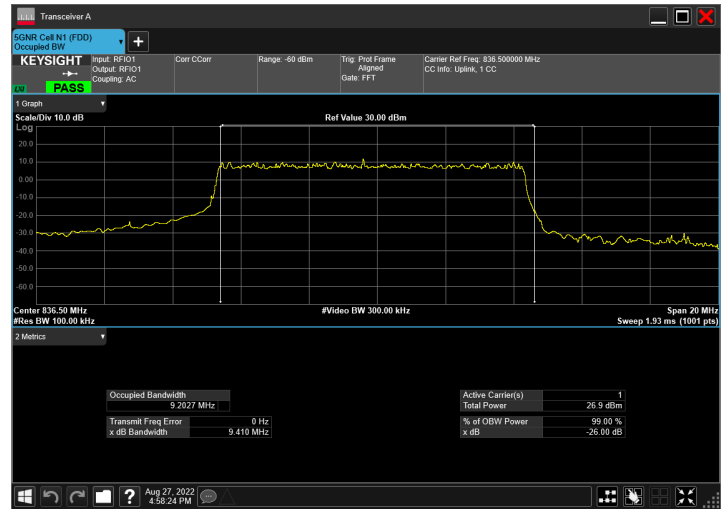 Transceiver A
5GNR Cell N1 (FDD)
Occupied BW
+
KEYSIGHT
Input: RFIO1
Output: RFIO1
Coupling: AC
Corr CCorr
Range: -60 dBm
Trig: Prot Frame
Aligned
Gate: FFT
Carrier Ref Freq: 836.500000 MHz
CC Info: Uplink, 1 CC
LXI
PASS
1 Graph
Scale/Div 10.0 dB
Ref Value 30.00 dBm
Log
20.0
10.0
0.00
-10.0
-20.0
-30.0
-40.0
-50.0
-60.0
Center 836.50 MHz
#Video BW 300.00 kHz
Span 20 MHz
#Res BW 100.00 kHz
Sweep 1.93 ms (1001 pts)
2 Metrics
Occupied Bandwidth
9.2027 MHz
Transmit Freq Error 0 Hz
x dB Bandwidth 9.410 MHz
Active Carrier(s) 1
Total Power 26.9 dBm
% of OBW Power 99.00 %
x dB -26.00 dB
?
Aug 27, 2022
4:58:24 PM